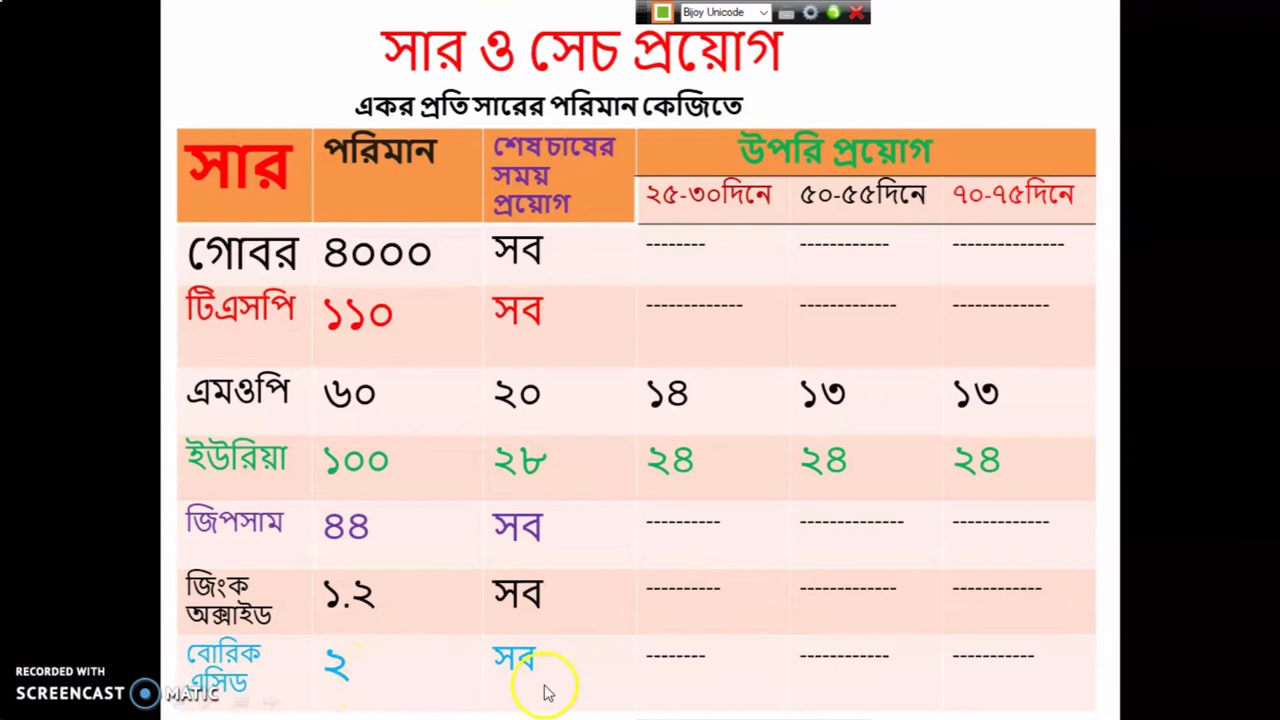 Bijoy Unicode
সার ও সেচ প্রয়োগ
একর প্রতি সারের পরিমান কেজিতে
সার পরিমান শেষ চাষের সময় প্রয়োগ উপরি প্রয়োগ
২৫-৩০দিনে ৫০-৫৫দিনে ৭০-৭৫দিনে
গোবর ৪০০০ সব -------- ------------ ---------------
টিএসপি ১১০ সব ------------- ------------- -------------
এমওপি ৬০ ২০ ১৪ ১৩ ১৩
ইউরিয়া ১০০ ২৮ ২৪ ২৪ ২৪
জিপসাম ৪৪ সব ---------- -------------- -------------
জিংক অক্সাইড ১.২ সব ---------- ------------- ------------
বোরিক এসিড ২ সব -------- ------------ -----------
RECORDED WITH
SCREENCAST MATIC